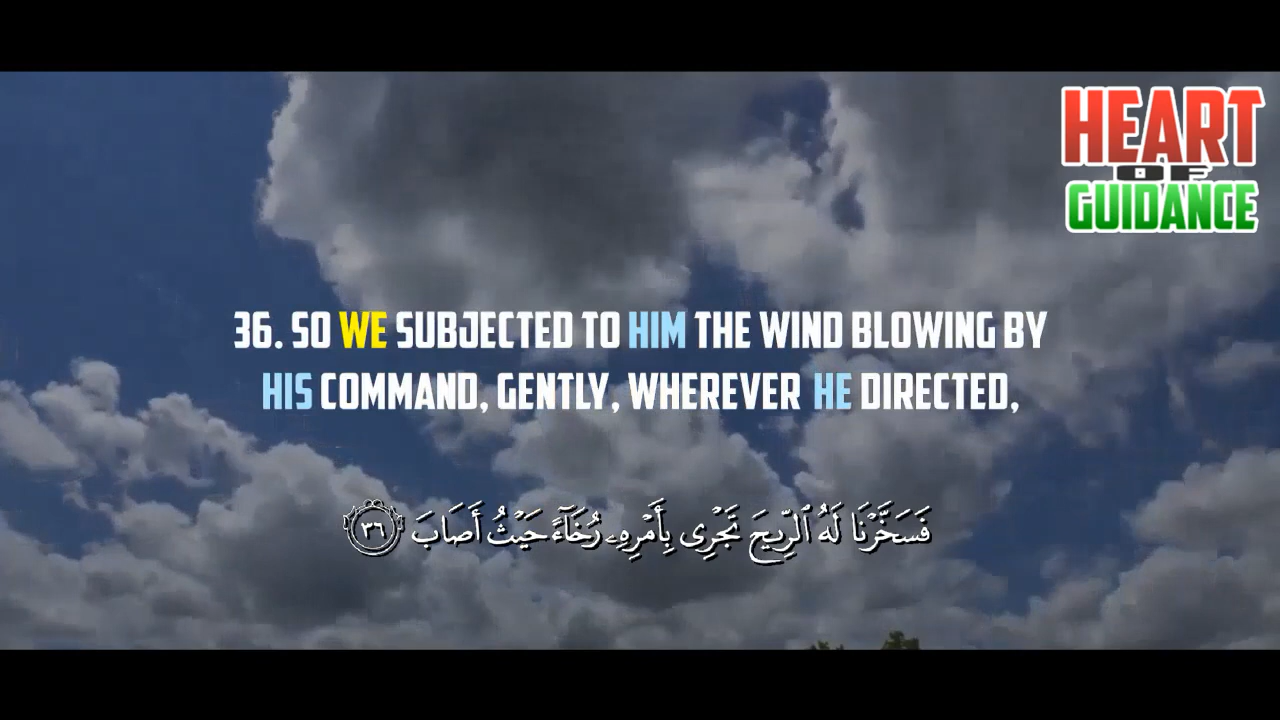 HEART
OF
GUIDANCE
36. SO WE SUBJECTED TO HIM THE WIND BLOWING BY
HIS COMMAND, GENTLY, WHEREVER HE DIRECTED,
فَسَخَّرْنَا لَهُ ٱلرِّيحَ تَجْرِى بِأَمْرِهِۦ رُخَآءً حَيْثُ أَصَابَ ٣٦